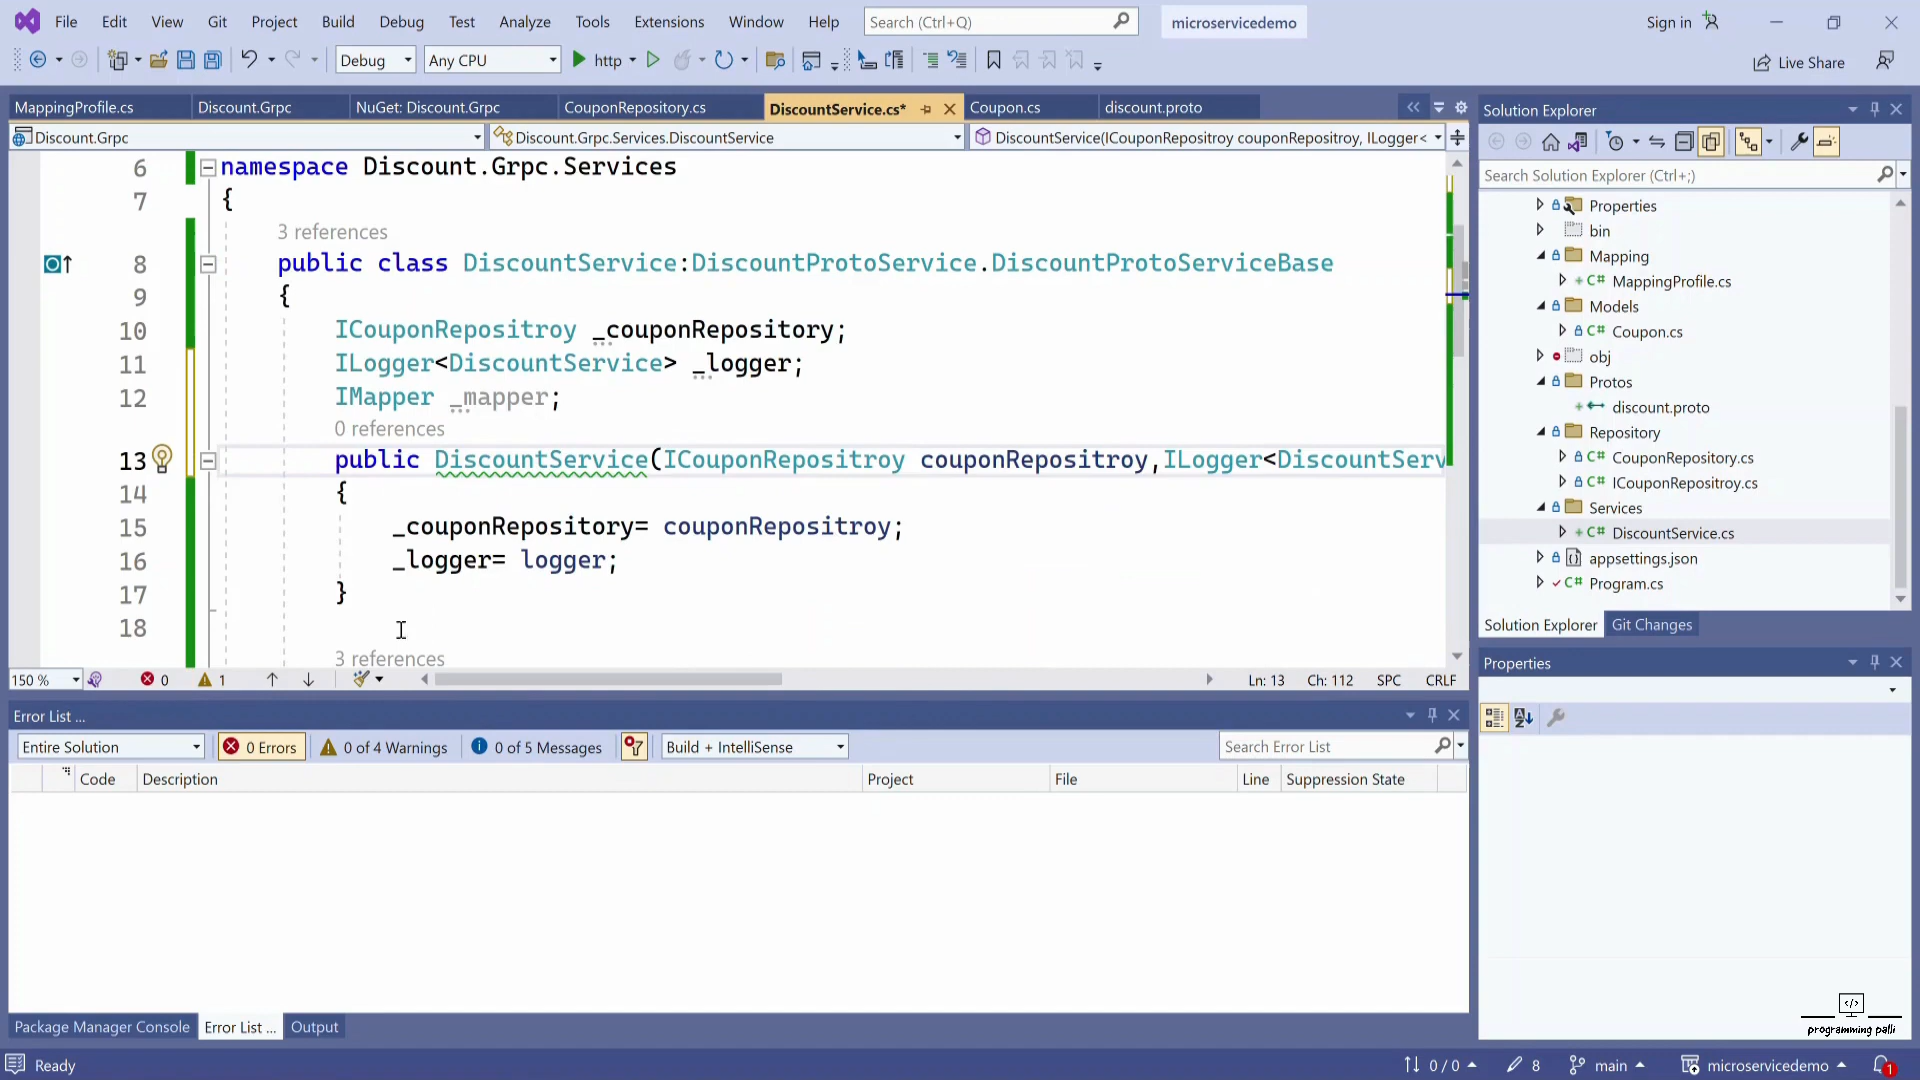 File Edit View Git Project Build Debug Test Analyze Tools Extensions Window Help Search (Ctrl+Q) microservicedemo Sign in
Debug Any CPU http Live Share
MappingProfile.cs Discount.Grpc NuGet: Discount.Grpc CouponRepository.cs DiscountService.cs* Coupon.cs discount.proto
Discount.Grpc Discount.Grpc.Services.DiscountService DiscountService(ICouponRepositroy couponRepositroy, ILogger<
6 namespace Discount.Grpc.Services
7 {
3 references
8 public class DiscountService:DiscountProtoService.DiscountProtoServiceBase
9 {
10 ICouponRepositroy _couponRepository;
11 ILogger<DiscountService> _logger;
12 IMapper _mapper;
0 references
13 public DiscountService(ICouponRepositroy couponRepositroy,ILogger<DiscountServ
14 {
15 _couponRepository= couponRepositroy;
16 _logger= logger;
17 }
18
3 references
150 % 0 1 Ln: 13 Ch: 112 SPC CRLF
Error List ...
Entire Solution 0 Errors 0 of 4 Warnings 0 of 5 Messages Build + IntelliSense Search Error List
Code Description Project File Line Suppression State
Package Manager Console Error List ... Output
Solution Explorer
Search Solution Explorer (Ctrl+;)
Properties
bin
Mapping
C# MappingProfile.cs
Models
C# Coupon.cs
obj
Protos
discount.proto
Repository
C# CouponRepository.cs
C# ICouponRepositroy.cs
Services
C# DiscountService.cs
appsettings.json
C# Program.cs
Solution Explorer Git Changes
Properties
programming palli
Ready 0 / 0 8 main microservicedemo 1